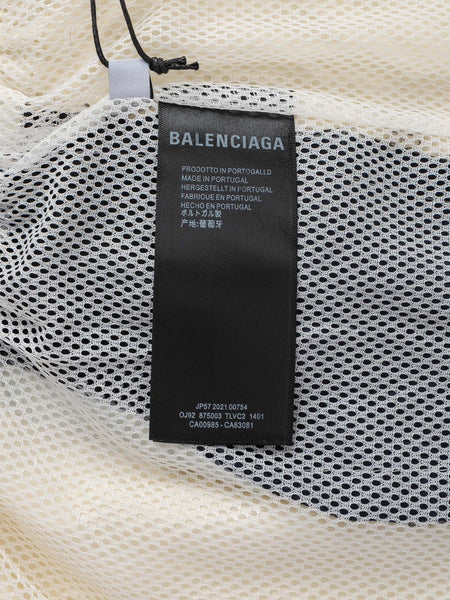 BALENCIAGA
PRODOTTO IN PORTOGALLO
MADE IN PORTUGAL
HERGESTELLT IN PORTUGAL
FABRIQUE EN PORTUGAL
HECHO EN PORTUGAL
ポルトガル製
产地:葡萄牙
JP57 2021 00754
OJ92 875003 TLVC2 1401
CA00985 - CA63081